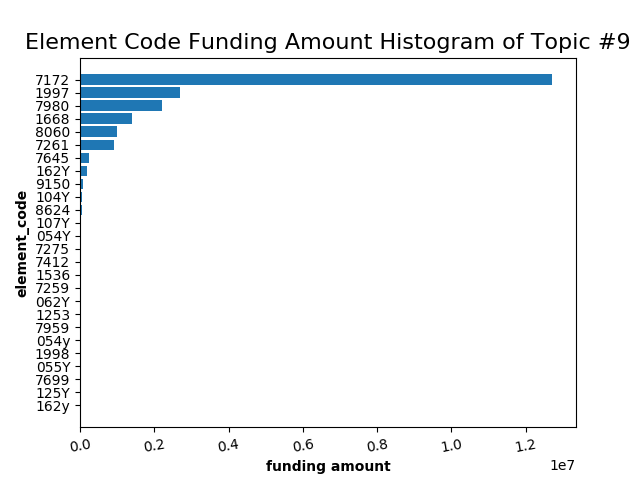 Element Code Funding Amount Histogram of Topic #9
7172
1997
7980
1668
8060
7261
7645
162Y
9150
104Y
8624
107Y
054Y
7275
7412
1536
7259
062Y
1253
7959
054y
1998
055Y
7699
125Y
162y
element_code
0.0 0.2 0.4 0.6 0.8 1.0 1.2
1e7
funding amount